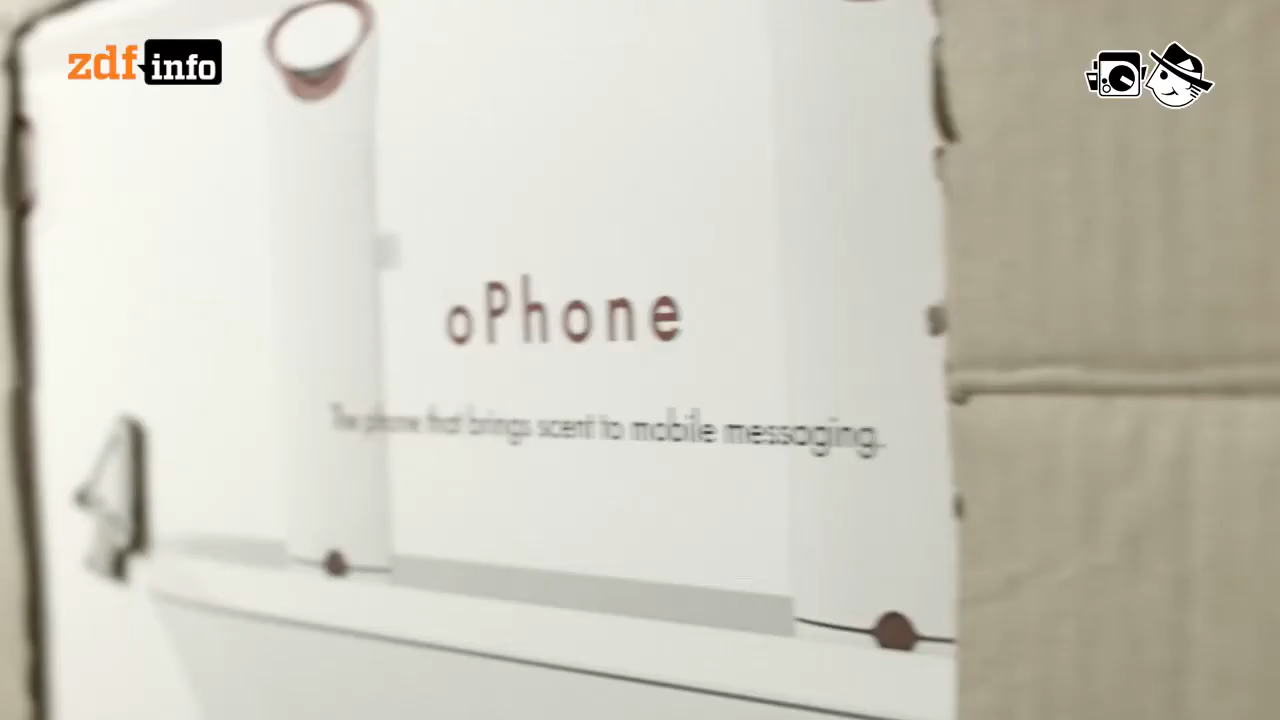 zdf info
oPhone
The phone that brings scent to mobile messaging.